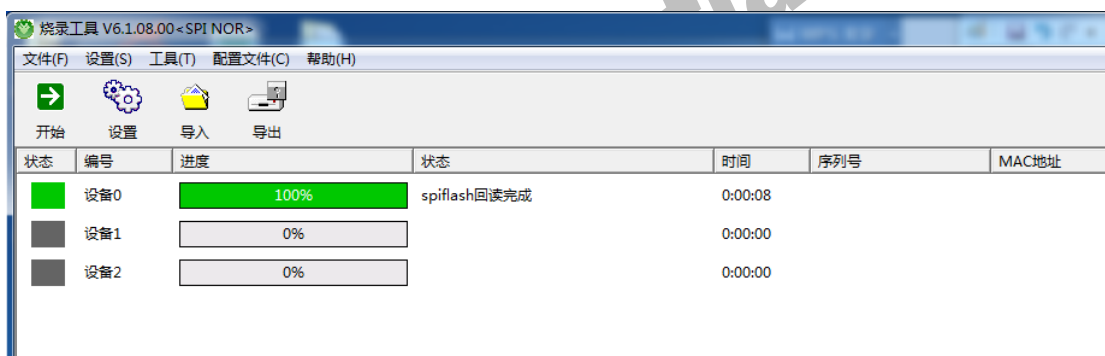 烧录工具 V6.1.08.00<SPI NOR>
文件(F) 设置(S) 工具(T) 配置文件(C) 帮助(H)
开始 设置 导入 导出
状态 编号 进度 状态 时间 序列号 MAC地址
设备0 100% spiflash回读完成 0:00:08
设备1 0% 0:00:00
设备2 0% 0:00:00